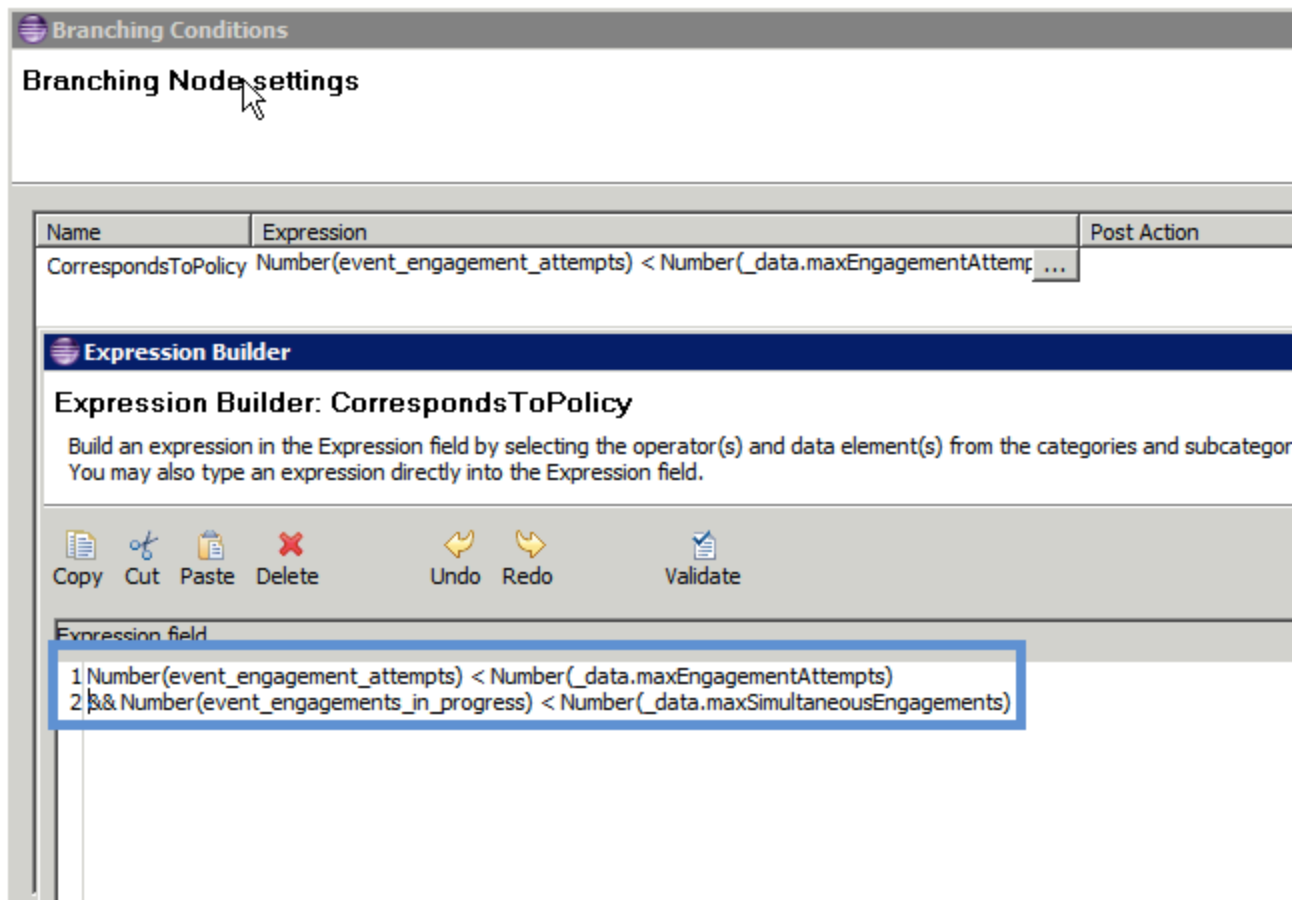 Branching Conditions
Branching Node settings
Name Expression Post Action
CorrespondsToPolicy Number(event_engagement_attempts) < Number(_data.maxEngagementAttemp ...
Expression Builder
Expression Builder: CorrespondsToPolicy
Build an expression in the Expression field by selecting the operator(s) and data element(s) from the categories and subcategor
You may also type an expression directly into the Expression field.
Copy Cut Paste Delete Undo Redo Validate
Expression field
1 Number(event_engagement_attempts) < Number(_data.maxEngagementAttempts)
2 && Number(event_engagements_in_progress) < Number(_data.maxSimultaneousEngagements)